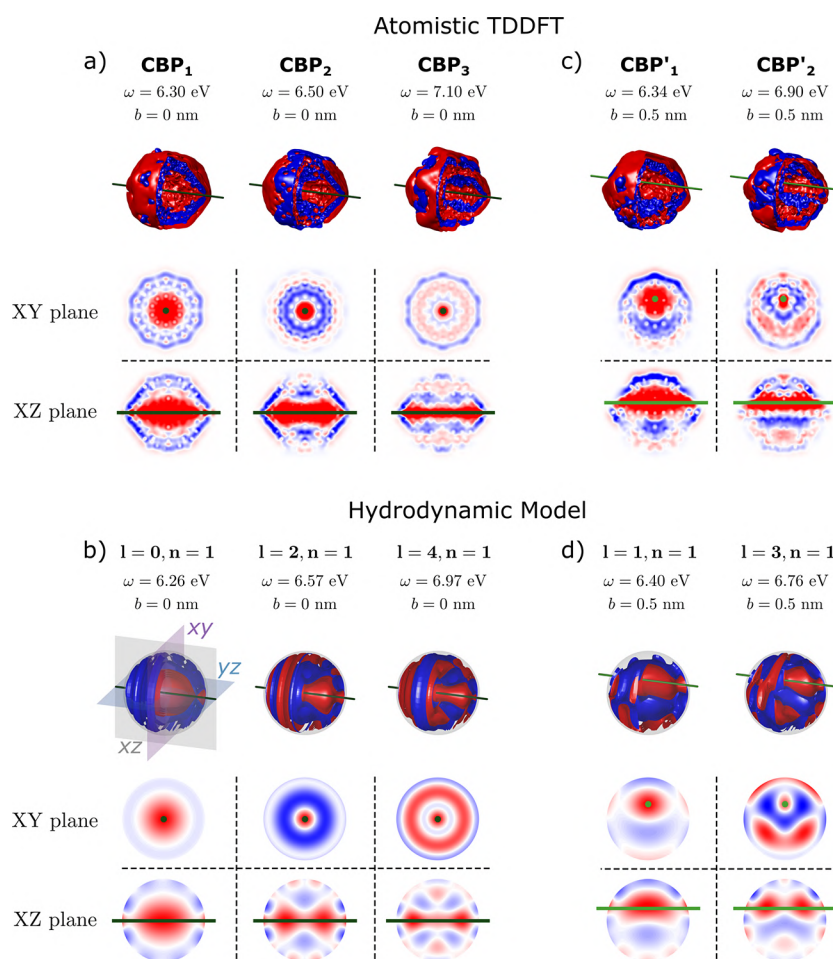 Atomistic TDDFT
a) CBP₁ CBP₂ CBP₃ c) CBP'₁ CBP'₂
ω = 6.30 eV ω = 6.50 eV ω = 7.10 eV ω = 6.34 eV ω = 6.90 eV
b = 0 nm b = 0 nm b = 0 nm b = 0.5 nm b = 0.5 nm
XY plane
XZ plane
Hydrodynamic Model
b) l = 0, n = 1 l = 2, n = 1 l = 4, n = 1 d) l = 1, n = 1 l = 3, n = 1
ω = 6.26 eV ω = 6.57 eV ω = 6.97 eV ω = 6.40 eV ω = 6.76 eV
b = 0 nm b = 0 nm b = 0 nm b = 0.5 nm b = 0.5 nm
xy
yz
xz
XY plane
XZ plane